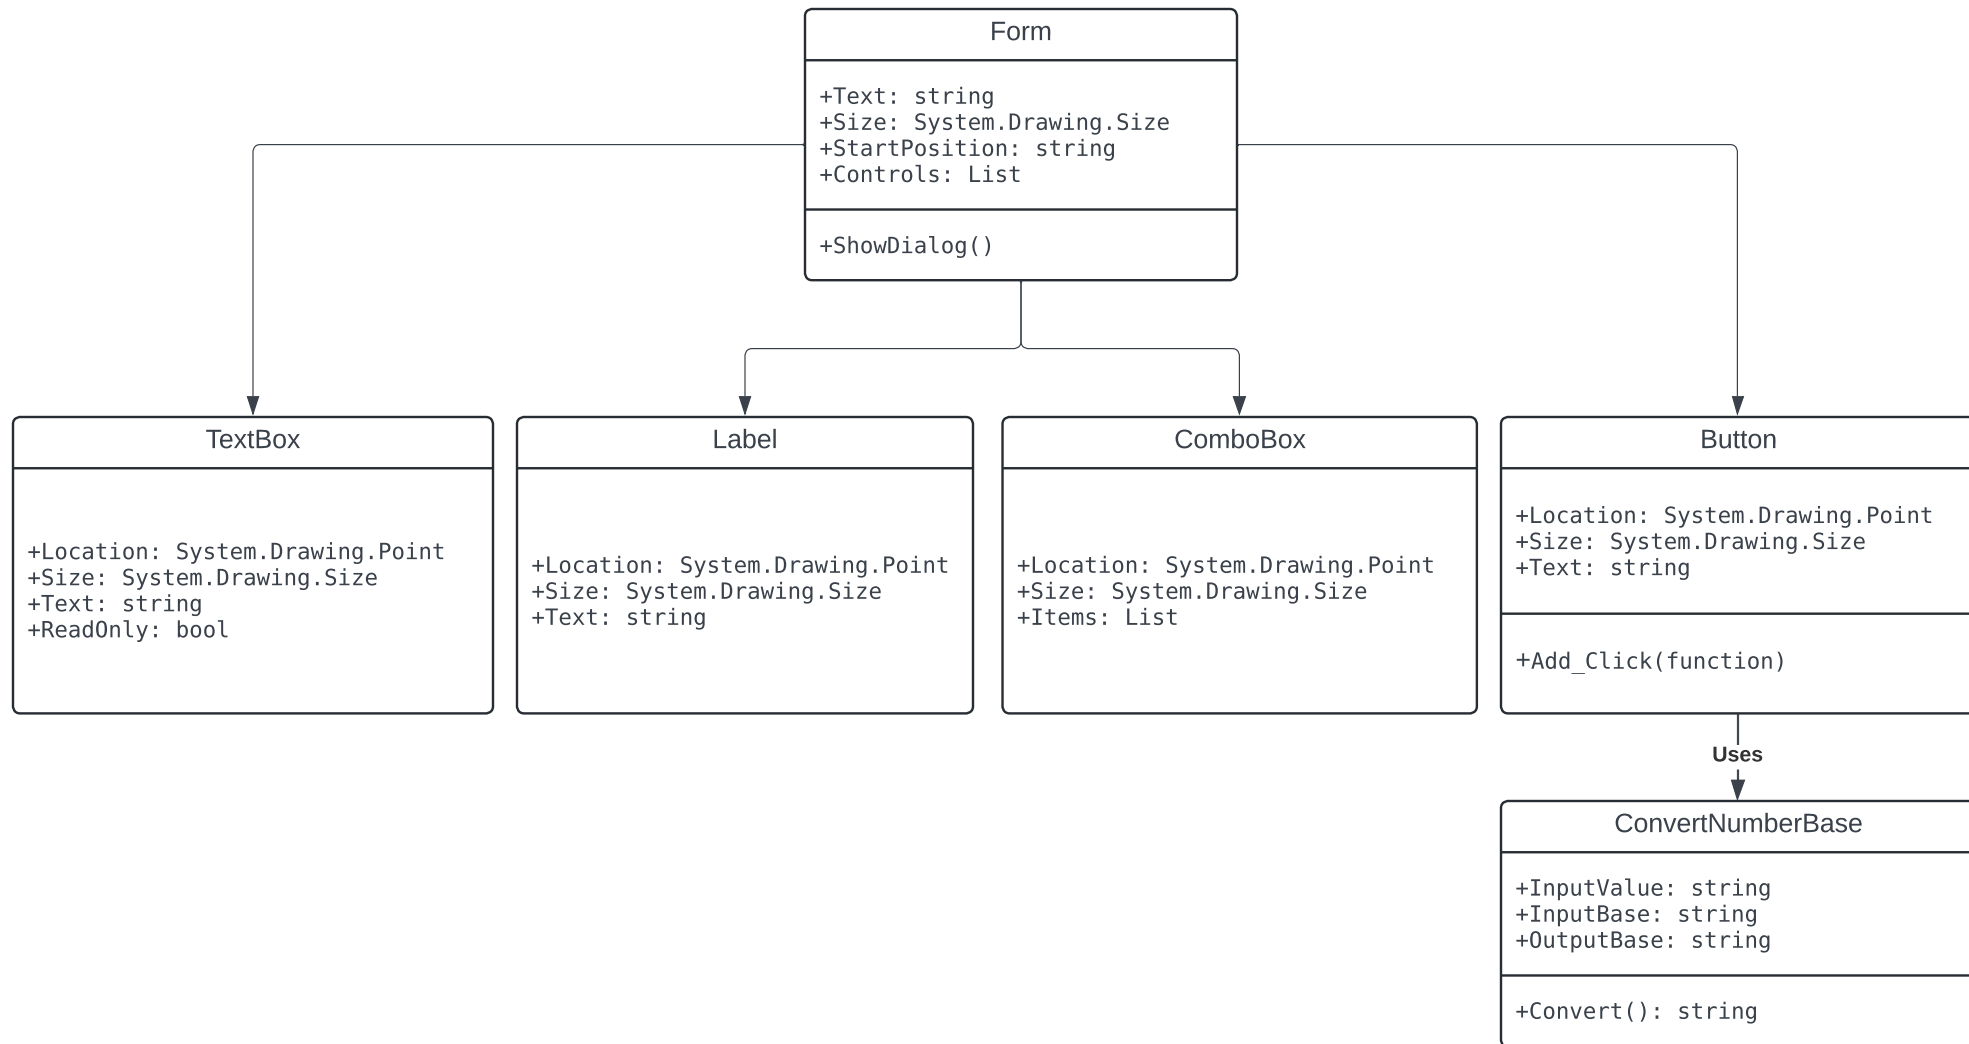 Form
+Text: string
+Size: System.Drawing.Size
+StartPosition: string
+Controls: List
+ShowDialog()
TextBox
+Location: System.Drawing.Point
+Size: System.Drawing.Size
+Text: string
+ReadOnly: bool
Label
+Location: System.Drawing.Point
+Size: System.Drawing.Size
+Text: string
ComboBox
+Location: System.Drawing.Point
+Size: System.Drawing.Size
+Items: List
Button
+Location: System.Drawing.Point
+Size: System.Drawing.Size
+Text: string
+Add_Click(function)
Uses
ConvertNumberBase
+InputValue: string
+InputBase: string
+OutputBase: string
+Convert(): string